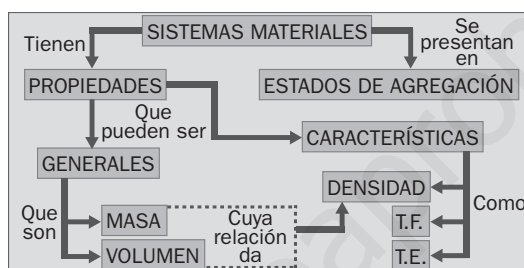 SISTEMAS MATERIALES
Tienen
Se
presentan
en
PROPIEDADES
ESTADOS DE AGREGACIÓN
Que
pueden ser
CARACTERÍSTICAS
GENERALES
DENSIDAD
Como
Que
son
MASA
Cuya
relación
da
T.F.
VOLUMEN
T.E.